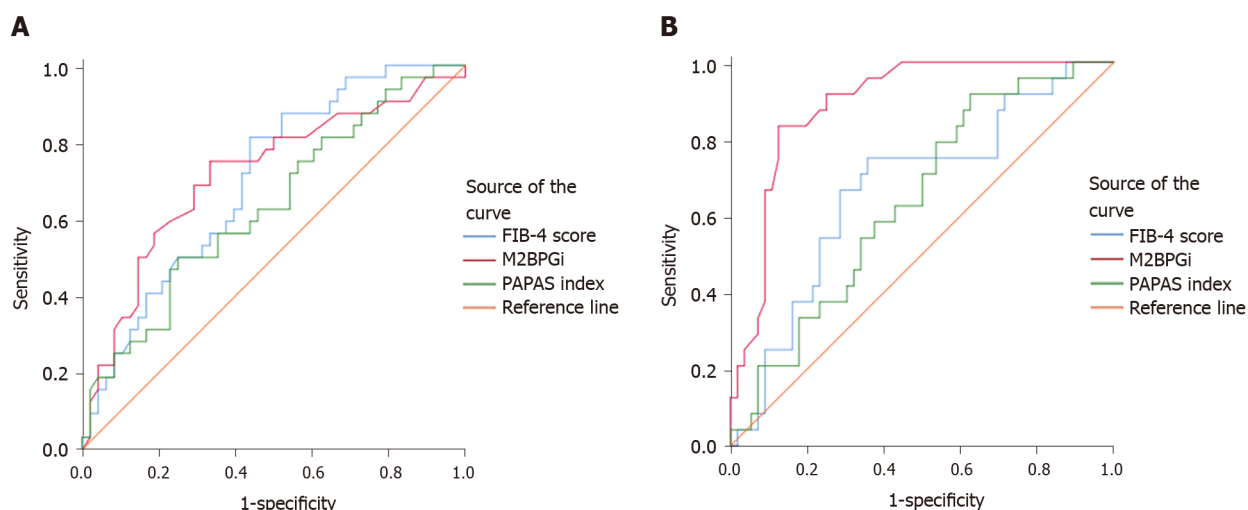 A
1.0
0.8
0.6
0.4
0.2
0.0
Sensitivity
0.0 0.2 0.4 0.6 0.8 1.0
1-specificity
Source of the
curve
FIB-4 score
M2BPGi
PAPAS index
Reference line
B
1.0
0.8
0.6
0.4
0.2
0.0
Sensitivity
0.0 0.2 0.4 0.6 0.8 1.0
1-specificity
Source of the
curve
FIB-4 score
M2BPGi
PAPAS index
Reference line